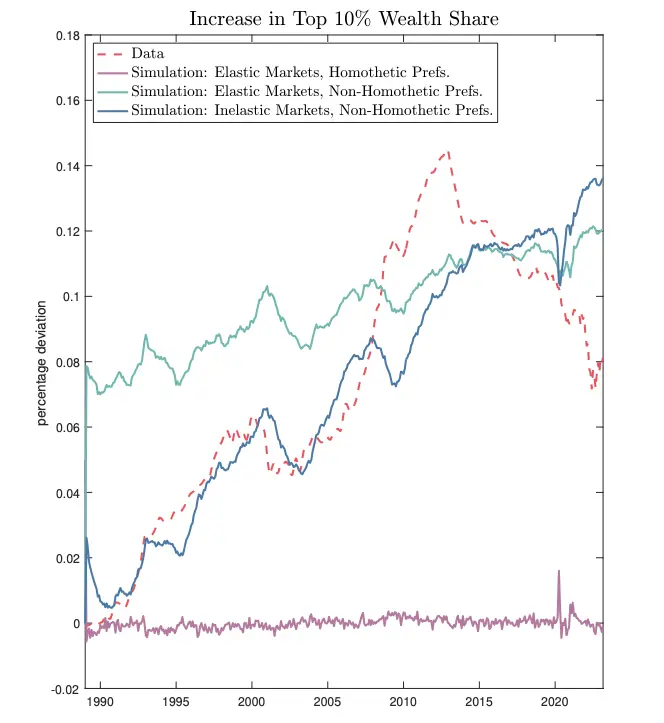 Increase in Top 10% Wealth Share
0.18
Data
Simulation: Elastic Markets, Homothetic Prefs.
Simulation: Elastic Markets, Non-Homothetic Prefs.
Simulation: Inelastic Markets, Non-Homothetic Prefs.
0.16
0.14
0.12
0.1
0.08
0.06
0.04
0.02
0
-0.02
percentage deviation
1990 1995 2000 2005 2010 2015 2020